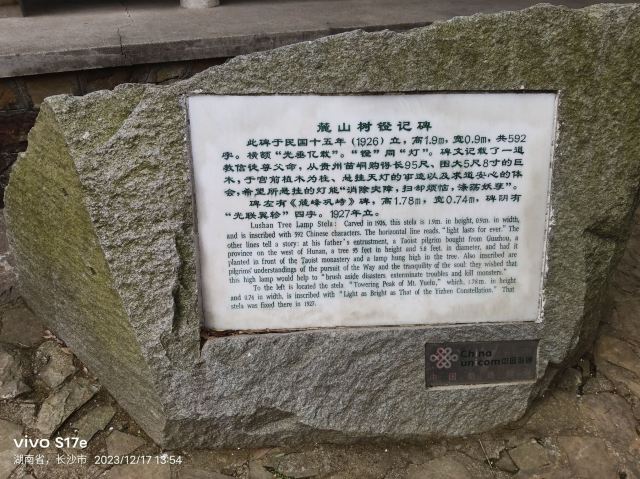 麓山树镫记碑
此碑于民国十五年（1926）立，高1.9m，宽0.9m，共592
字。横额“光垂亿载”。“镫”同“灯”。碑文记载了一道
教信徒尊父命，从贵州苗峒购得长95尺、围大5尺8寸的巨
木，于宫前植木为柱、悬挂天灯的事迹以及求道安心的体
会，希望所悬挂的灯能“消除灾障，扫却烦恼，涤荡妖孽”。
碑左有《麓峰巩峙》碑，高1.78m，宽0.74m，碑阴有
“光联翼轸”四字。1927年立。
Lushan Tree Lamp Stela: Carved in 1926, this stela is 1.9m. in height, 0.9m. in width,
and is inscribed with 592 Chinese characters. The horizontal line reads. "light lasts for ever." The
other lines tell a story: at his father's entrustment, a Taoist pilgrim bought from Guizhou, a
province on the west of Hunan, a tree 95 feet in height and 5.8 feet. in diameter, and had it
planted in front of the Taoist monastery and a lamp hung high in the tree. Also inscribed are
pilgrims' understandings of the pursuit of the Way and the tranquility of the soul: they wished that
this high lamp would help to "brush aside disasters, exterminate troubles and kill monsters."
To the left is located the stela "Towering Peak of Mt. Yuelu," which, 1.78 m. in height
and 0.74 in width, is inscribed with "Light as Bright as That of the Yizhen Constellation." That
stela was fixed there in 1927.
China
unicom中国联通
vivo S17e
湖南省，长沙市 2023/12/17 13:54